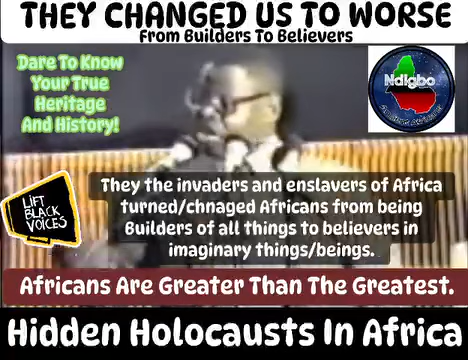 THEY CHANGED US TO WORSE
From Builders To Believers
Dare To Know
Your True
Heritage
And History!
NdIgbo
LIFT
BLACK
VOICES
They the invaders and enslavers of Africa
turned/chnaged Africans from being
Builders of all things to believers in
imaginary things/beings.
Africans Are Greater Than The Greatest.
Hidden Holocausts In Africa